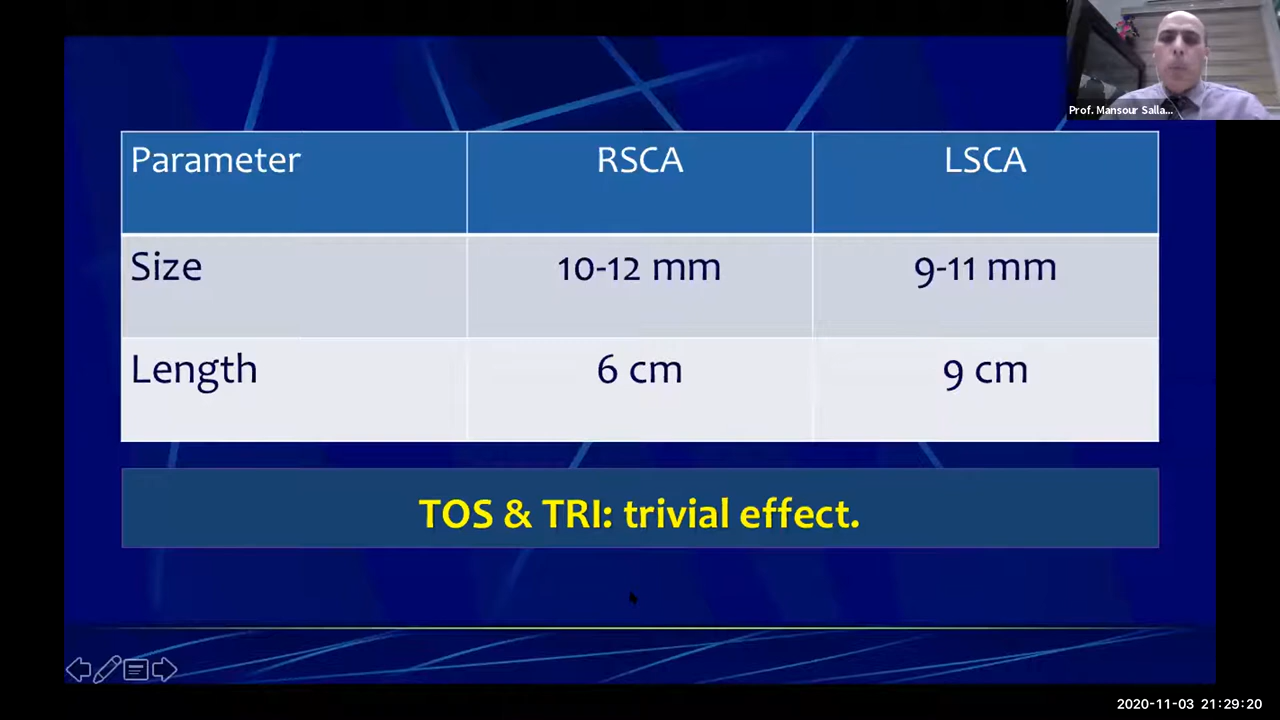 Prof. Mansour Salla...
Parameter RSCA LSCA
Size 10-12 mm 9-11 mm
Length 6 cm 9 cm
TOS & TRI: trivial effect.
2020-11-03 21:29:20